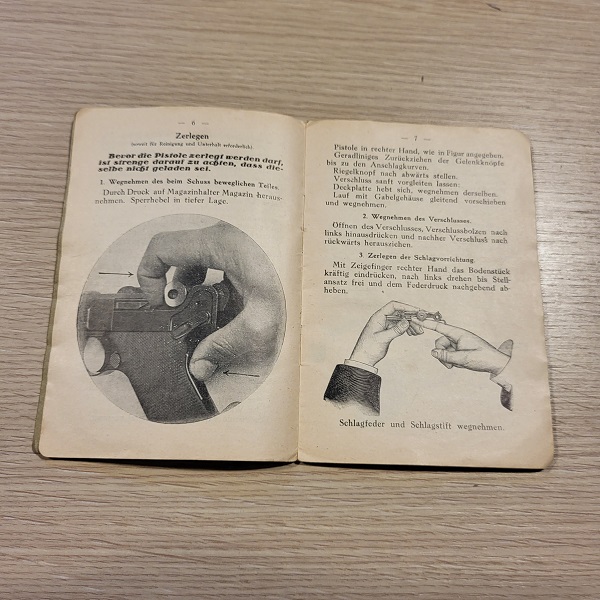 — 6 —
Zerlegen
(soweit für Reinigung und Unterhalt erforderlich)
Bevor die Pistole zerlegt werden darf,
ist strenge darauf zu achten, dass die-
selbe nicht geladen sei.
1. Wegnehmen des beim Schuss beweglichen Teiles.
Durch Druck auf Magazinhalter Magazin heraus-
nehmen. Sperrhebel in tiefer Lage.
— 7 —
Pistole in rechter Hand, wie in Figur angegeben.
Geradliniges Zurückziehen der Gelenkknöpfe
bis zu den Anschlagkurven.
Riegelknopf nach abwärts stellen.
Verschluss sanft vorgleiten lassen;
Deckplatte hebt sich, wegnehmen derselben.
Lauf mit Gabelgehäuse gleitend vorschieben
und wegnehmen.
2. Wegnehmen des Verschlusses.
Öffnen des Verschlusses, Verschlussbolzen nach
links hinausdrücken und nachher Verschluss nach
rückwärts herausziehen.
3. Zerlegen der Schlagvorrichtung.
Mit Zeigefinger rechter Hand das Bodenstück
kräftig eindrücken, nach links drehen bis Stell-
ansatz frei und dem Federdruck nachgebend ab-
heben.
Schlagfeder und Schlagstift wegnehmen.